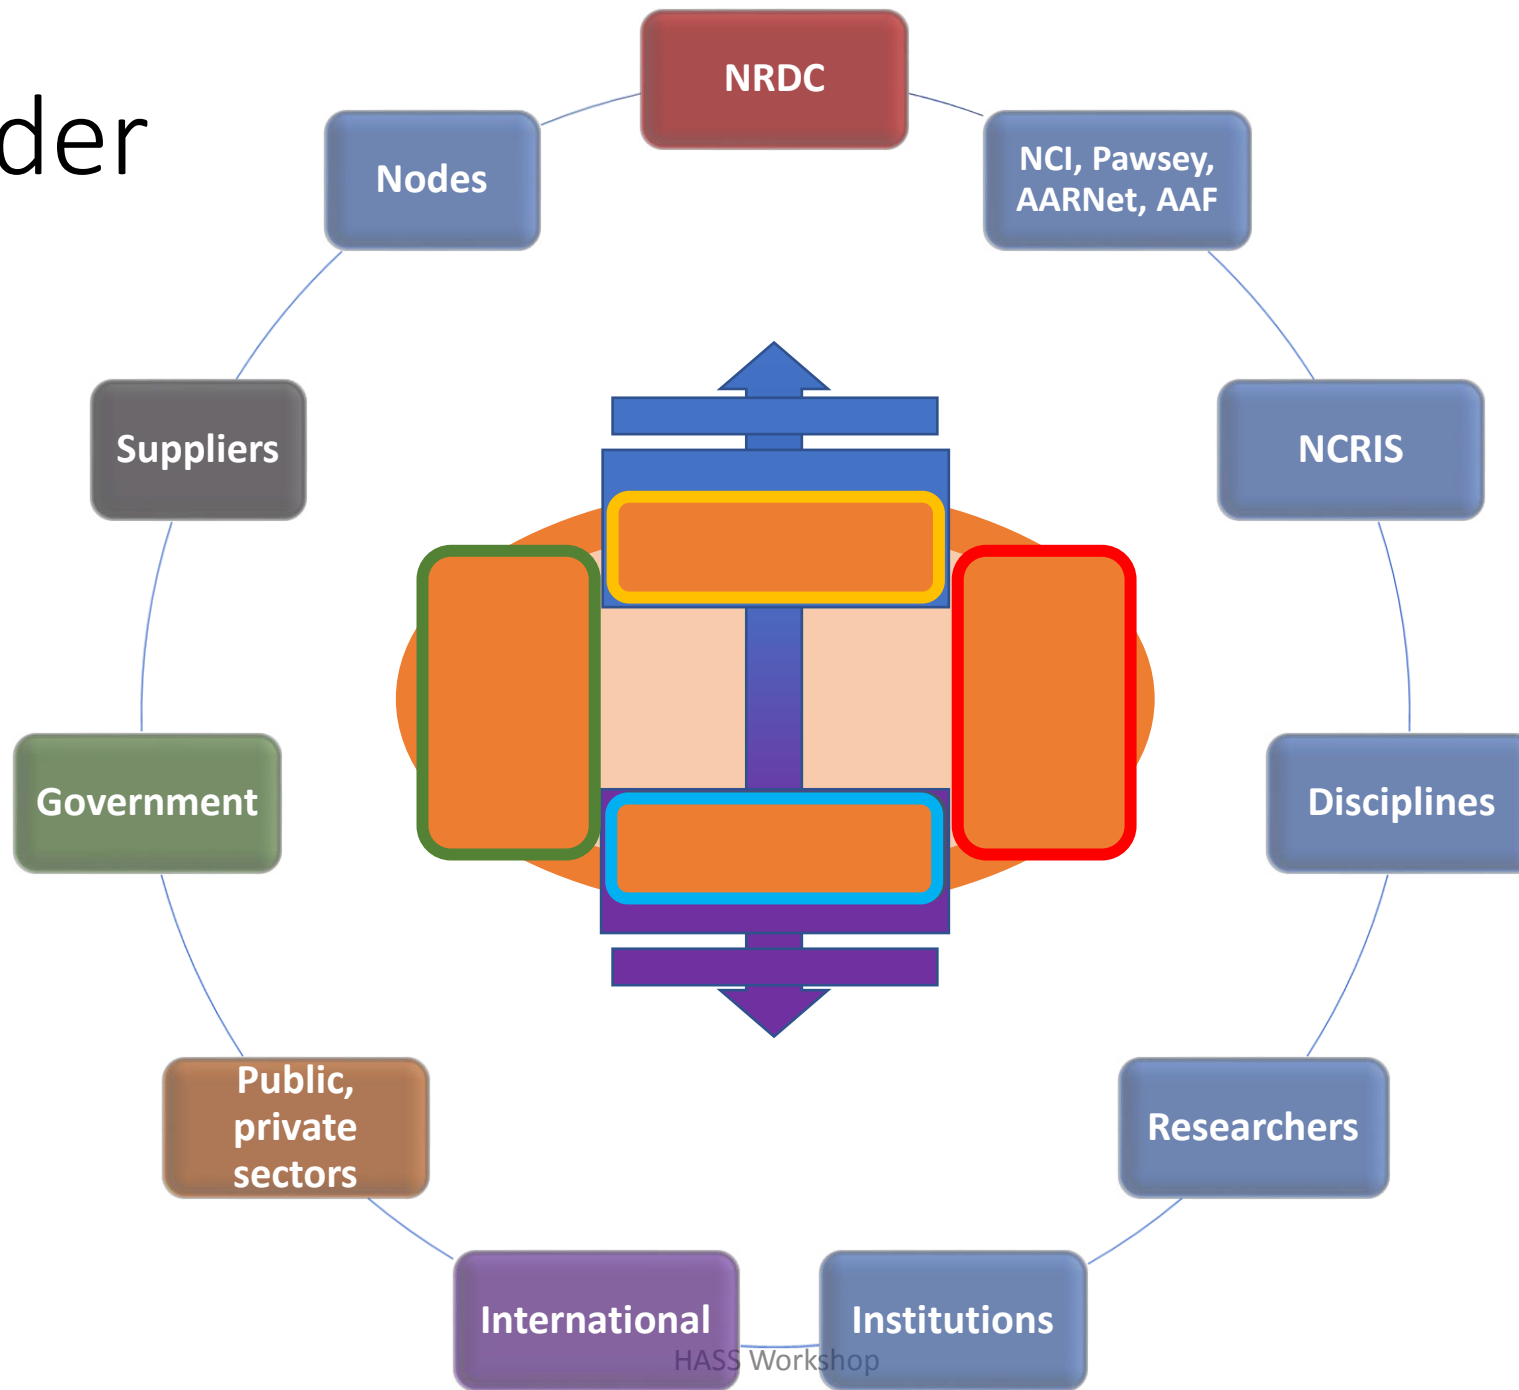 der
NRDC
Nodes
NCI, Pawsey,
AARNet, AAF
Suppliers
NCRIS
Government
Disciplines
Public,
private
sectors
Researchers
International
Institutions
HASS Workshop